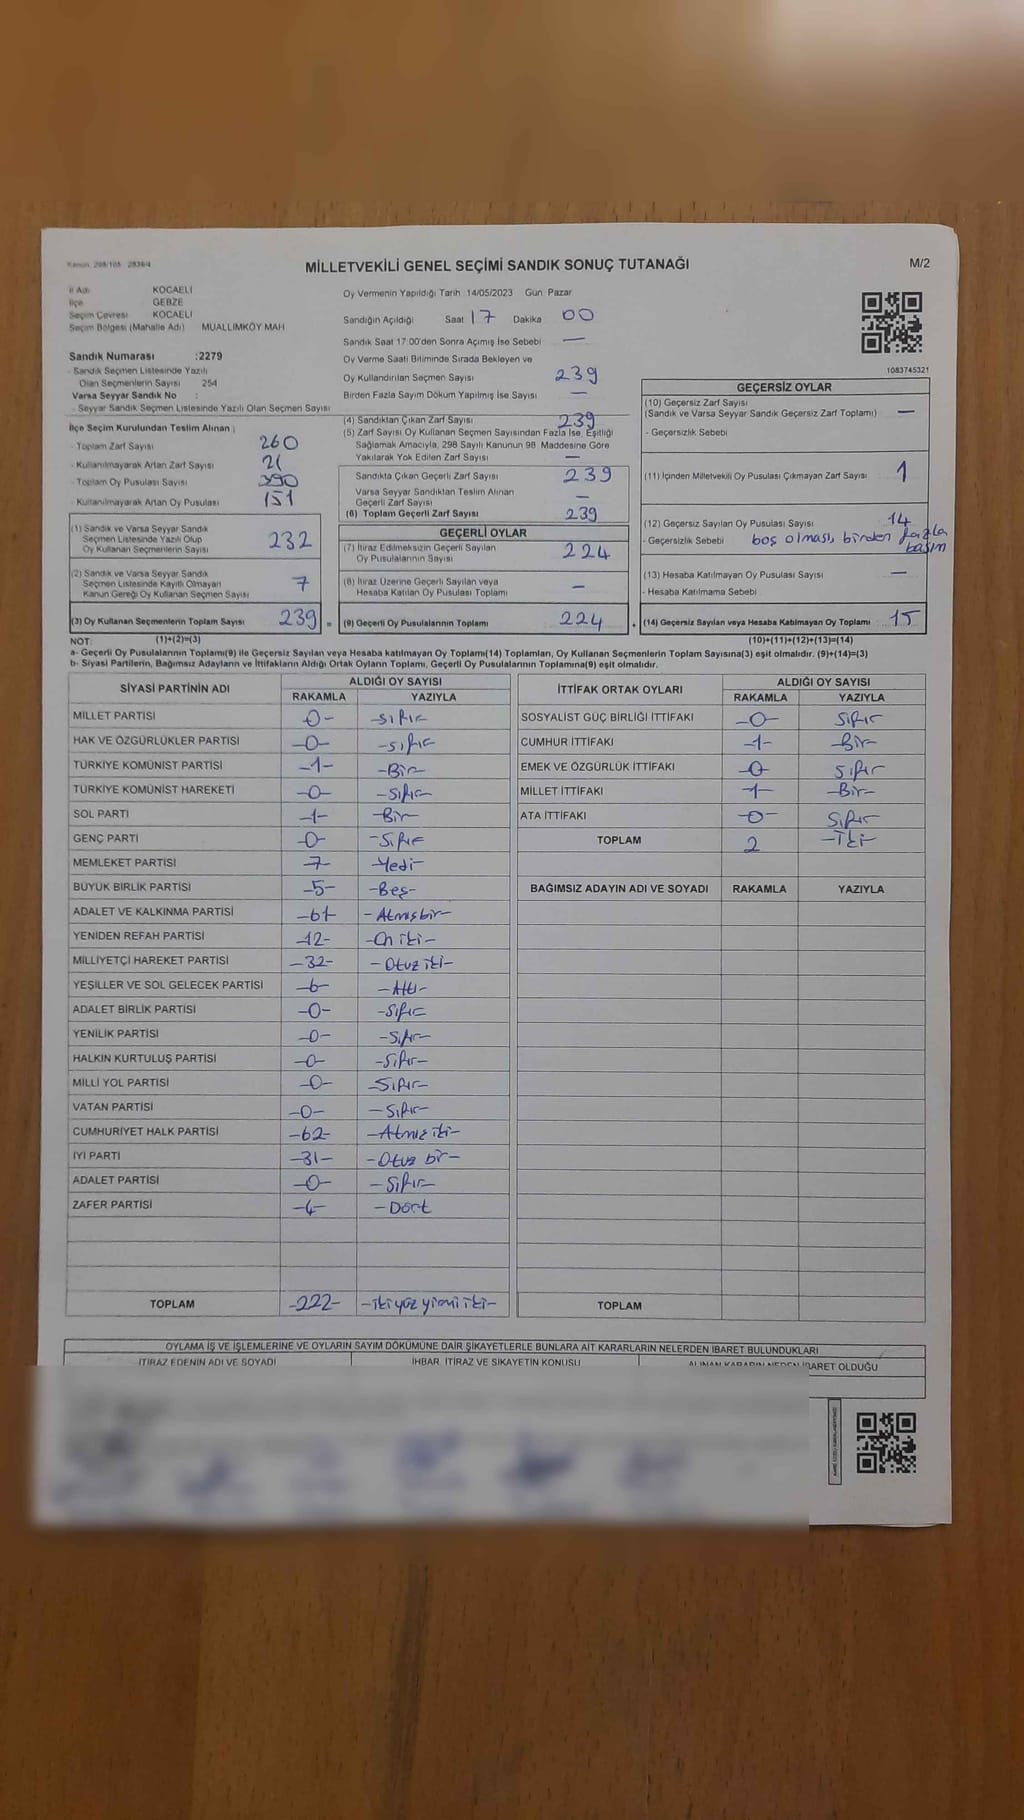 Kanun: 298/105 2839/4
MİLLETVEKİLİ GENEL SEÇİMİ SANDIK SONUÇ TUTANAĞI
M/2
İl Adı KOCAELİ
İlçe GEBZE
Seçim Çevresi KOCAELİ
Seçim Bölgesi (Mahalle Adı) MUALLİMKÖY MAH
Sandık Numarası :2279
- Sandık Seçmen Listesinde Yazılı
Olan Seçmenlerin Sayısı 254
Varsa Seyyar Sandık No :
- Seyyar Sandık Seçmen Listesinde Yazılı Olan Seçmen Sayısı
İlçe Seçim Kurulundan Teslim Alınan :
- Toplam Zarf Sayısı 260
- Kullanılmayarak Artan Zarf Sayısı 21
- Toplam Oy Pusulası Sayısı 390
- Kullanılmayarak Artan Oy Pusulası 151
(1) Sandık ve Varsa Seyyar Sandık
Seçmen Listesinde Yazılı Olup
Oy Kullanan Seçmenlerin Sayısı 232
(2) Sandık ve Varsa Seyyar Sandık
Seçmen Listesinde Kayıtlı Olmayan
Kanun Gereği Oy Kullanan Seçmen Sayısı 7
(3) Oy Kullanan Seçmenlerin Toplam Sayısı 239 =
Oy Vermenin Yapıldığı Tarih 14/05/2023 Gün Pazar
Sandığın Açıldığı Saat 17 Dakika 00
Sandık Saat 17:00'den Sonra Açımış İse Sebebi —
Oy Verme Saati Bitiminde Sırada Bekleyen ve
Oy Kullandırılan Seçmen Sayısı 239
Birden Fazla Sayım Döküm Yapılmış İse Sayısı —
(4) Sandıktan Çıkan Zarf Sayısı 239
(5) Zarf Sayısı Oy Kullanan Seçmen Sayısından Fazla İse, Eşitliği
Sağlamak Amacıyla, 298 Sayılı Kanunun 98. Maddesine Göre
Yakılarak Yok Edilen Zarf Sayısı —
Sandıkta Çıkan Geçerli Zarf Sayısı 239
Varsa Seyyar Sandıktan Teslim Alınan
Geçerli Zarf Sayısı —
(6) Toplam Geçerli Zarf Sayısı 239
GEÇERLİ OYLAR
(7) İtiraz Edilmeksizin Geçerli Sayılan
Oy Pusulalarının Sayısı 224
(8) İtiraz Üzerine Geçerli Sayılan veya
Hesaba Katılan Oy Pusulası Toplamı —
(9) Geçerli Oy Pusulalarının Toplamı 224 +
1083745321
GEÇERSİZ OYLAR
(10) Geçersiz Zarf Sayısı
(Sandık ve Varsa Seyyar Sandık Geçersiz Zarf Toplamı) —
- Geçersizlik Sebebi
(11) İçinden Milletvekili Oy Pusulası Çıkmayan Zarf Sayısı 1
(12) Geçersiz Sayılan Oy Pusulası Sayısı 14
- Geçersizlik Sebebi boş olması, birden fazla
basım
(13) Hesaba Katılmayan Oy Pusulası Sayısı —
- Hesaba Katılmama Sebebi
(14) Geçersiz Sayılan veya Hesaba Katılmayan Oy Toplamı 15
NOT: (1)+(2)=(3) (10)+(11)+(12)+(13)=(14)
a- Geçerli Oy Pusulasının Toplamı(9) ile Geçersiz Sayılan veya Hesaba katılmayan Oy Toplamı(14) Toplamları, Oy Kullanan Seçmenlerin Toplam Sayısına(3) eşit olmalıdır. (9)+(14)=(3)
b- Siyasi Partilerin, Bağımsız Adayların ve İttifakların Aldığı Ortak Oyların Toplamı, Geçerli Oy Pusulalarının Toplamına(9) eşit olmalıdır.
SİYASİ PARTİNİN ADI ALDIĞI OY SAYISI
RAKAMLA YAZIYLA
MİLLET PARTİSİ -0- -sıfır
HAK VE ÖZGÜRLÜKLER PARTİSİ -0- -sıfır
TÜRKİYE KOMÜNİST PARTİSİ -1- -Bir-
TÜRKİYE KOMÜNİST HAREKETİ -0- -Sıfır-
SOL PARTİ -1- -Bir-
GENÇ PARTİ -0- -Sıfır
MEMLEKET PARTİSİ -7- -Yedi-
BÜYÜK BİRLİK PARTİSİ -5- -Beş-
ADALET VE KALKINMA PARTİSİ -61- -Atmışbir-
YENİDEN REFAH PARTİSİ -12- -On iki-
MİLLİYETÇİ HAREKET PARTİSİ -32- -Otuz iki-
YEŞİLLER VE SOL GELECEK PARTİSİ -6- -Altı-
ADALET BİRLİK PARTİSİ -0- -Sıfır
YENİLİK PARTİSİ -0- -Sıfır-
HALKIN KURTULUŞ PARTİSİ -0- -Sıfır-
MİLLİ YOL PARTİSİ -0- -Sıfır-
VATAN PARTİSİ -0- -Sıfır-
CUMHURİYET HALK PARTİSİ -62- -Atmış iki-
İYİ PARTİ -31- -Otuz bir-
ADALET PARTİSİ -0- -Sıfır-
ZAFER PARTİSİ -4- -Dört
TOPLAM -222- -iki yüz yirmi iki-
İTTİFAK ORTAK OYLARI ALDIĞI OY SAYISI
RAKAMLA YAZIYLA
SOSYALİST GÜÇ BİRLİĞİ İTTİFAKI -0- Sıfır
CUMHUR İTTİFAKI -1- -Bir-
EMEK VE ÖZGÜRLÜK İTTİFAKI -0- Sıfır
MİLLET İTTİFAKI -1- -Bir-
ATA İTTİFAKI -0- Sıfır
TOPLAM 2 -İki-
BAĞIMSIZ ADAYIN ADI VE SOYADI RAKAMLA YAZIYLA
TOPLAM
OYLAMA İŞ VE İŞLEMLERİNE VE OYLARIN SAYIM DÖKÜMÜNE DAİR ŞİKAYETLERLE BUNLARA AİT KARARLARIN NELERDEN İBARET BULUNDUKLARI
İTİRAZ EDENİN ADI VE SOYADI İHBAR, İTİRAZ VE ŞİKAYETİN KONUSU ALINAN KARARIN NEDEN İBARET OLDUĞU